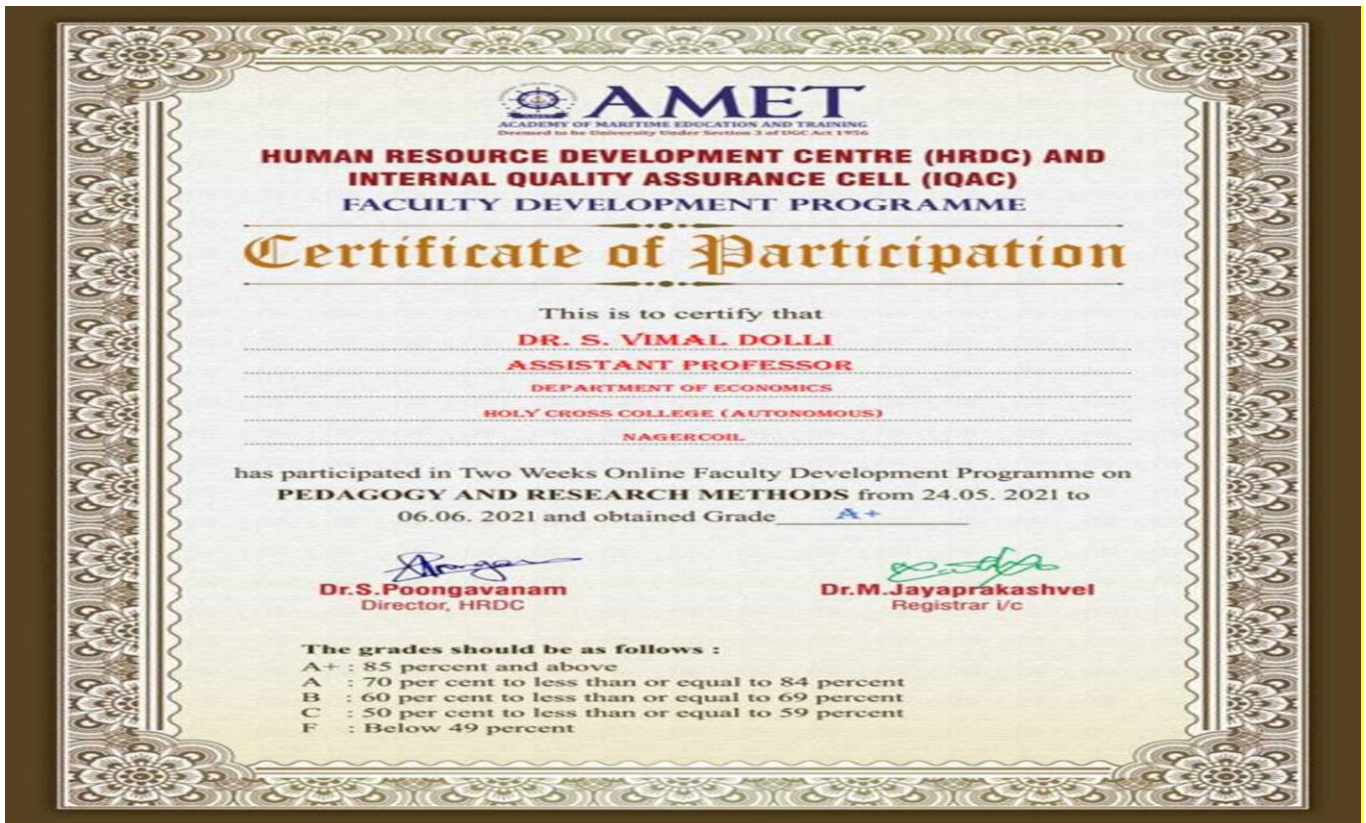 AMET
AMET
ACADEMY OF MARITIME EDUCATION AND TRAINING
Deemed to be University Under Section 3 of UGC Act 1956
HUMAN RESOURCE DEVELOPMENT CENTRE (HRDC) AND
INTERNAL QUALITY ASSURANCE CELL (IQAC)
FACULTY DEVELOPMENT PROGRAMME
Certificate of Participation
This is to certify that
DR. S. VIMAL DOLLI
ASSISTANT PROFESSOR
DEPARTMENT OF ECONOMICS
HOLY CROSS COLLEGE (AUTONOMOUS)
NAGERCOIL
has participated in Two Weeks Online Faculty Development Programme on
PEDAGOGY AND RESEARCH METHODS from 24.05. 2021 to
06.06. 2021 and obtained Grade A+
Dr.S.Poongavanam Dr.M.Jayaprakashvel
Director, HRDC Registrar i/c
The grades should be as follows :
A+ : 85 percent and above
A : 70 per cent to less than or equal to 84 percent
B : 60 per cent to less than or equal to 69 percent
C : 50 per cent to less than or equal to 59 percent
F : Below 49 percent